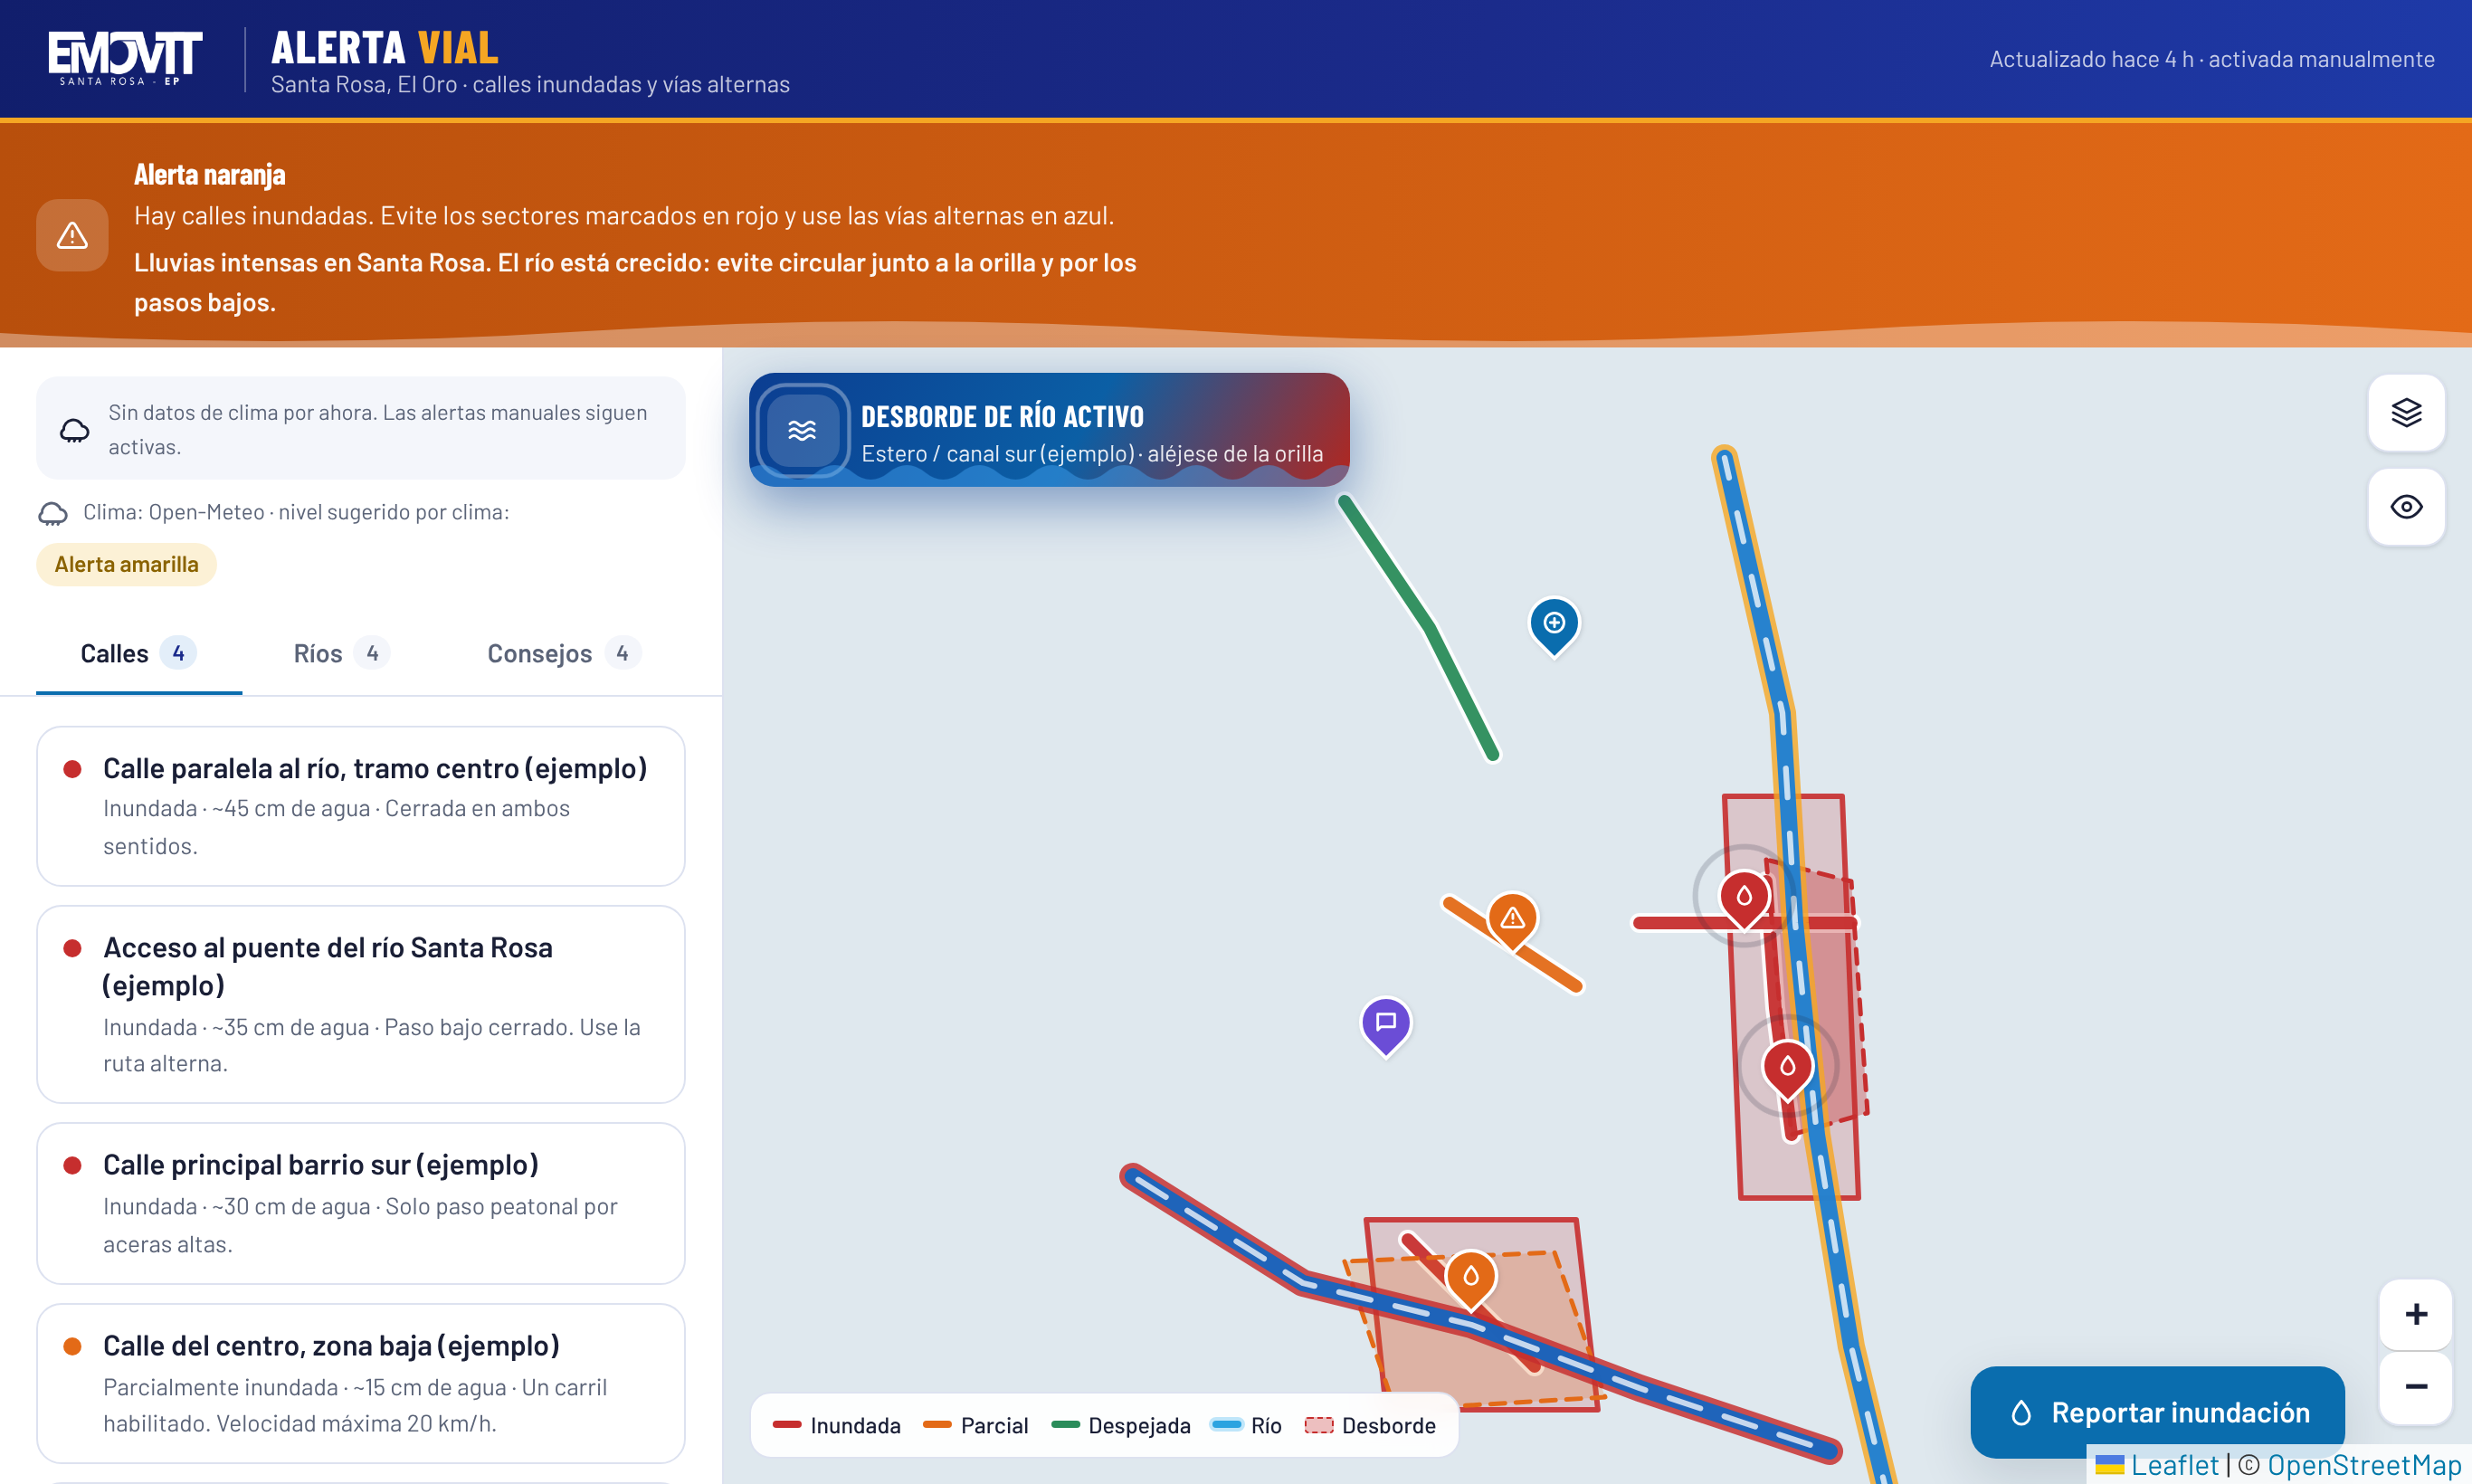 EMOVTT
SANTA ROSA · EP
ALERTA VIAL
Santa Rosa, El Oro · calles inundadas y vías alternas
Actualizado hace 4 h · activada manualmente
Alerta naranja
Hay calles inundadas. Evite los sectores marcados en rojo y use las vías alternas en azul.
Lluvias intensas en Santa Rosa. El río está crecido: evite circular junto a la orilla y por los
pasos bajos.
Sin datos de clima por ahora. Las alertas manuales siguen
activas.
Clima: Open-Meteo · nivel sugerido por clima:
Alerta amarilla
Calles 4
Ríos 4
Consejos 4
Calle paralela al río, tramo centro (ejemplo)
Inundada · ~45 cm de agua · Cerrada en ambos
sentidos.
Acceso al puente del río Santa Rosa
(ejemplo)
Inundada · ~35 cm de agua · Paso bajo cerrado. Use la
ruta alterna.
Calle principal barrio sur (ejemplo)
Inundada · ~30 cm de agua · Solo paso peatonal por
aceras altas.
Calle del centro, zona baja (ejemplo)
Parcialmente inundada · ~15 cm de agua · Un carril
habilitado. Velocidad máxima 20 km/h.
DESBORDE DE RÍO ACTIVO
Estero / canal sur (ejemplo) · aléjese de la orilla
Inundada
Parcial
Despejada
Río
Desborde
+
−
Reportar inundación
Leaflet | © OpenStreetMap